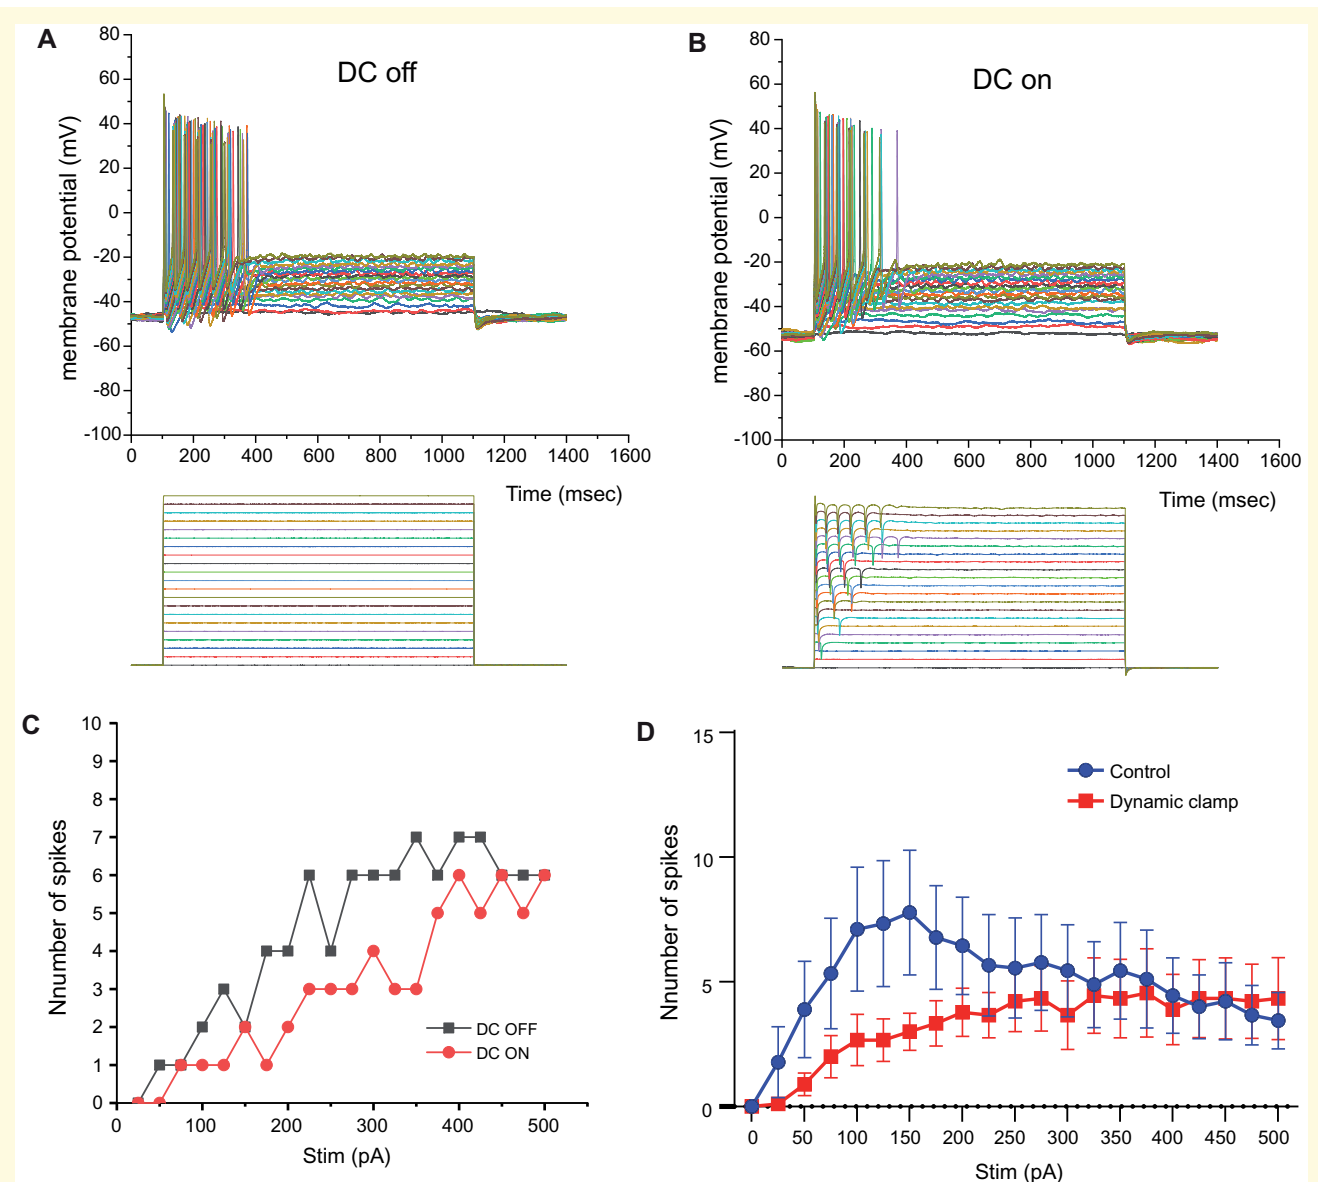 A
DC off
80
60
40
20
0
-20
-40
-60
-80
-100
membrane potential (mV)
0 200 400 600 800 1000 1200 1400 1600
Time (msec)
B
DC on
80
60
40
20
0
-20
-40
-60
-80
-100
membrane potential (mV)
0 200 400 600 800 1000 1200 1400 1600
Time (msec)
C
10
9
8
7
6
5
4
3
2
1
0
Nnumber of spikes
DC OFF
DC ON
0 100 200 300 400 500
Stim (pA)
D
15
10
5
0
Nnumber of spikes
Control
Dynamic clamp
0 50 100 150 200 250 300 350 400 450 500
Stim (pA)